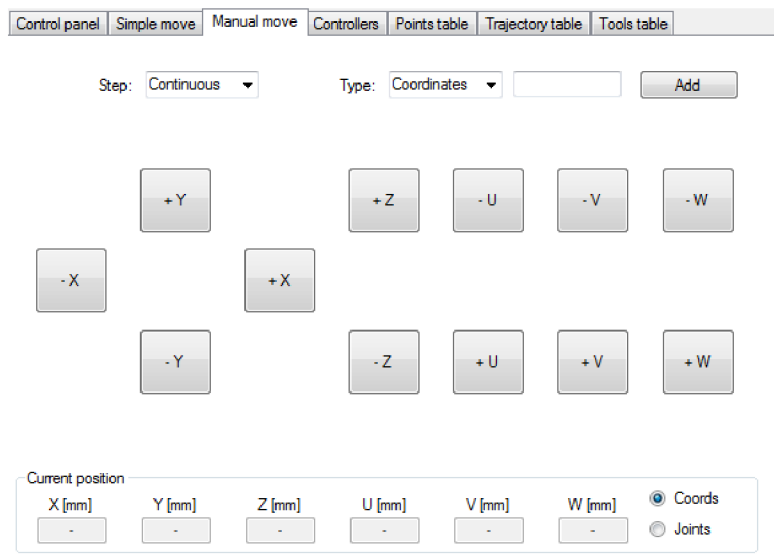 Control panel Simple move Manual move Controllers Points table Trajectory table Tools table
Step: Continuous Type: Coordinates Add
+ Y + Z - U - V - W
- X + X
- Y - Z + U + V + W
Current position
X [mm] Y [mm] Z [mm] U [mm] V [mm] W [mm] Coords
- - - - - - Joints